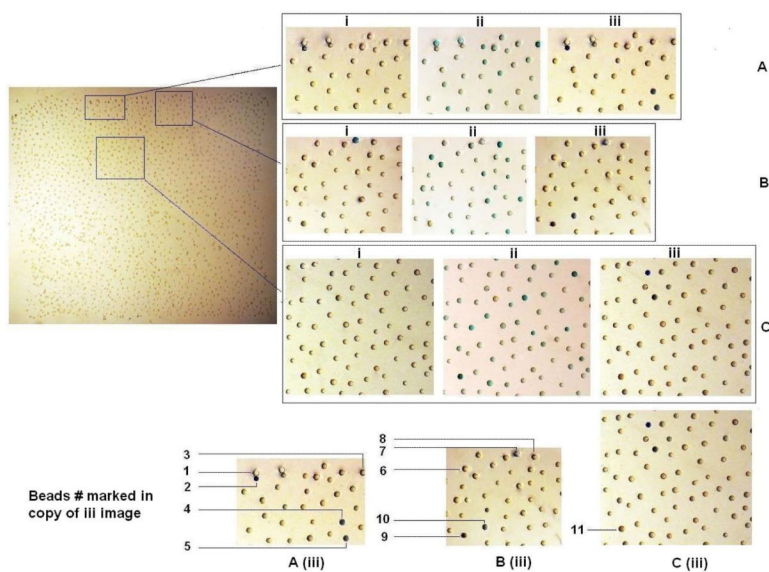 i ii iii
A
i ii iii
B
i ii iii
C
3
1
2
4
5
8
7
6
10
9
11
Beads # marked in
copy of iii image
A (iii) B (iii) C (iii)